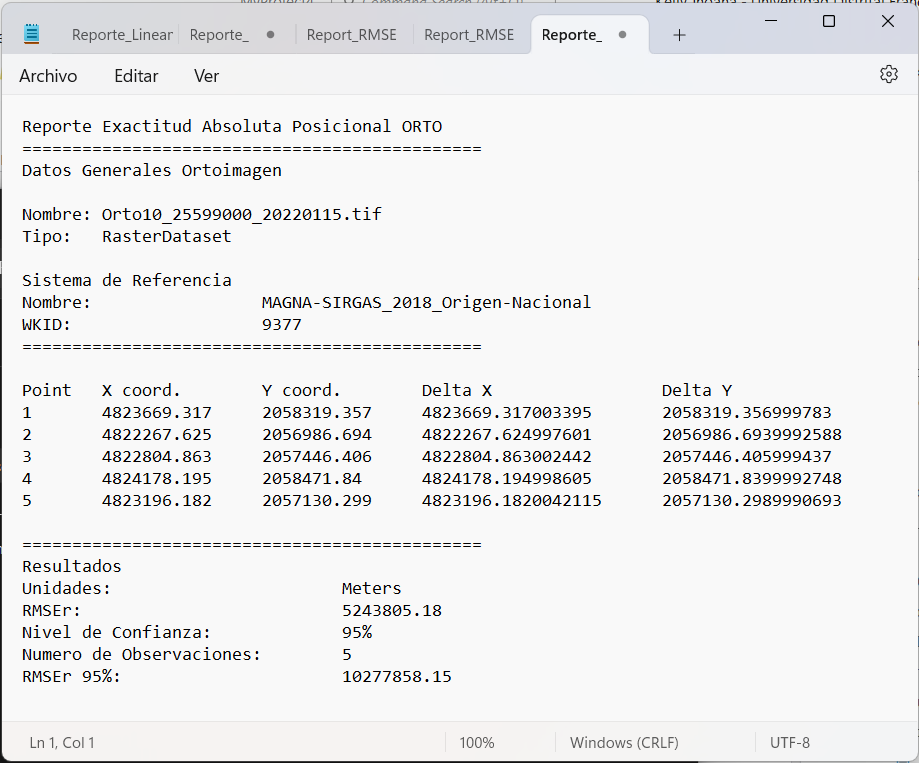 Reporte_Linear Reporte_ Report_RMSE Report_RMSE Reporte_
Archivo Editar Ver
Reporte Exactitud Absoluta Posicional ORTO
==============================================
Datos Generales Ortoimagen
Nombre: Orto10_25599000_20220115.tif
Tipo: RasterDataset
Sistema de Referencia
Nombre: MAGNA-SIRGAS_2018_Origen-Nacional
WKID: 9377
==============================================
Point X coord. Y coord. Delta X Delta Y
1 4823669.317 2058319.357 4823669.317003395 2058319.356999783
2 4822267.625 2056986.694 4822267.624997601 2056986.6939992588
3 4822804.863 2057446.406 4822804.863002442 2057446.405999437
4 4824178.195 2058471.84 4824178.194998605 2058471.8399992748
5 4823196.182 2057130.299 4823196.1820042115 2057130.2989990693
==============================================
Resultados
Unidades: Meters
RMSEr: 5243805.18
Nivel de Confianza: 95%
Numero de Observaciones: 5
RMSEr 95%: 10277858.15
Ln 1, Col 1 100% Windows (CRLF) UTF-8